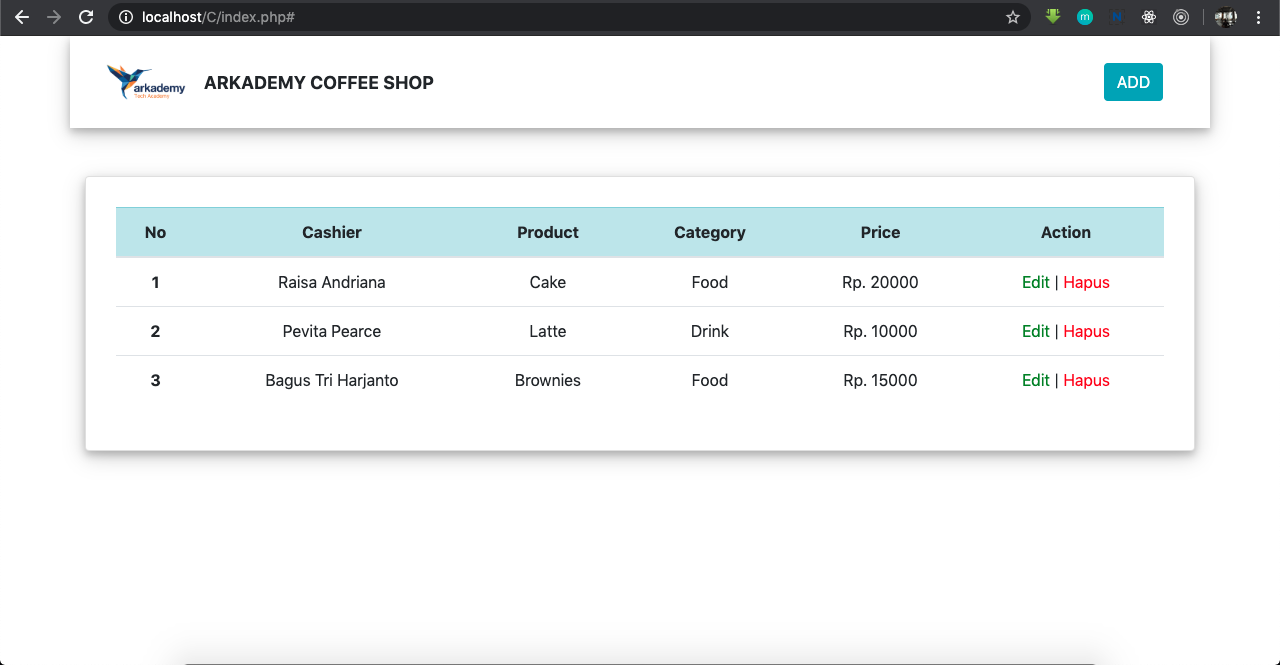 localhost/C/index.php#
arkademy
Tech Academy
ARKADEMY COFFEE SHOP
ADD
No Cashier Product Category Price Action
1 Raisa Andriana Cake Food Rp. 20000 Edit | Hapus
2 Pevita Pearce Latte Drink Rp. 10000 Edit | Hapus
3 Bagus Tri Harjanto Brownies Food Rp. 15000 Edit | Hapus